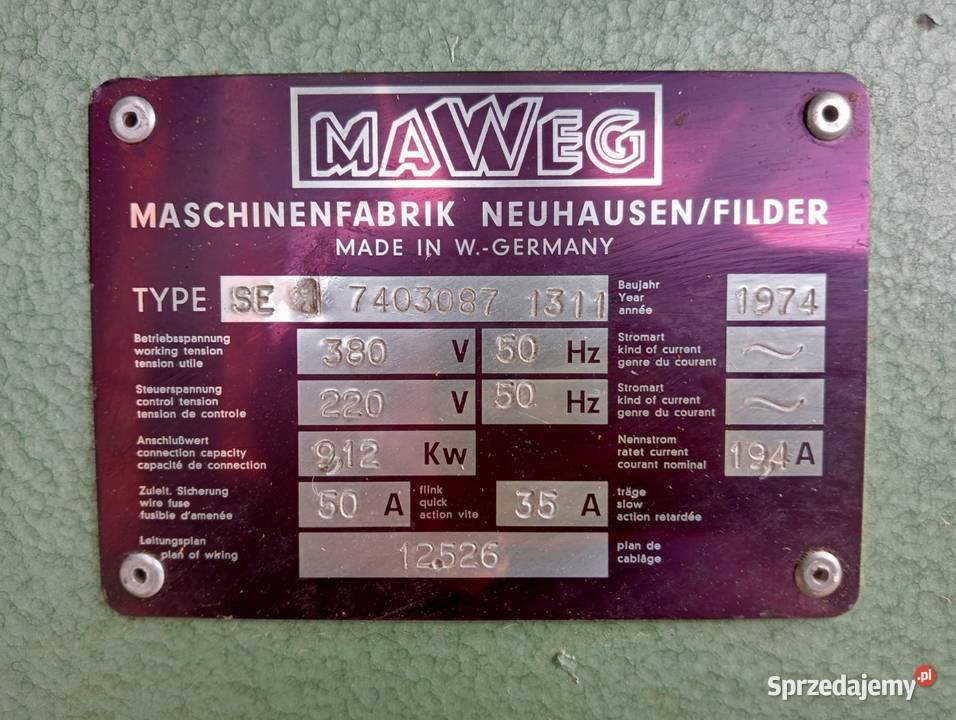 MAWEG
MASCHINENFABRIK NEUHAUSEN/FILDER
MADE IN W.-GERMANY
TYPE SE 7403087 1311
Baujahr
Year
année
1974
Betriebsspannung
working tension
tension utile
380 V
50 Hz
Stromart
kind of current
genre du courant
~
Steuerspannung
control tension
tension de controle
220 V
50 Hz
Stromart
kind of current
genre du courant
~
Anschlußwert
connection capacity
capacité de connection
9,12 Kw
Nennstrom
ratet current
courant nominal
19,4 A
Zuleit. Sicherung
wire fuse
fusible d'amenée
50 A
flink
quick
action vite
35 A
träge
slow
action retardée
Leitungsplan
plan of wiring
12.526
plan de
cablâge
Sprzedajemy.pl